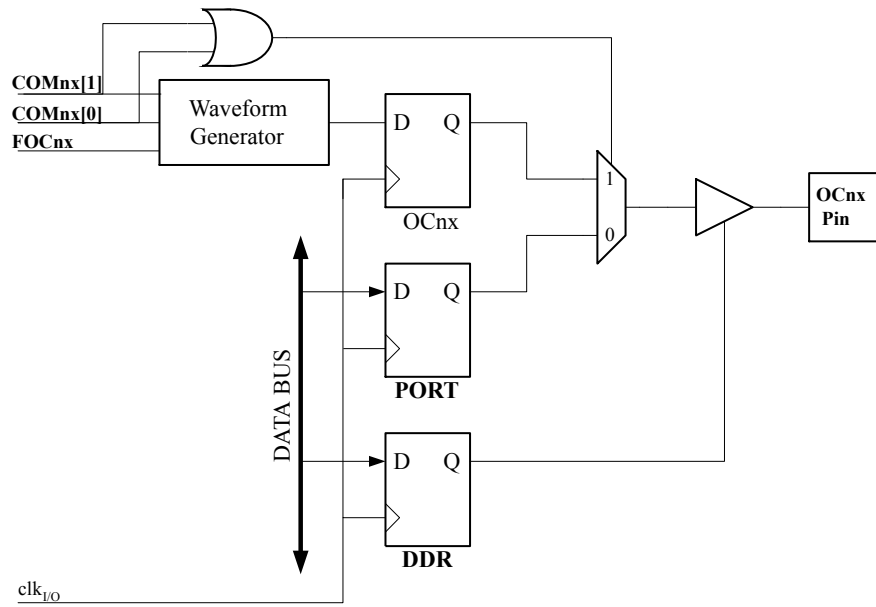 COMnx[1]
COMnx[0]
FOCnx
Waveform
Generator
D Q
OCnx
1
0
OCnx
Pin
D Q
PORT
DATA BUS
D Q
DDR
clkI/O